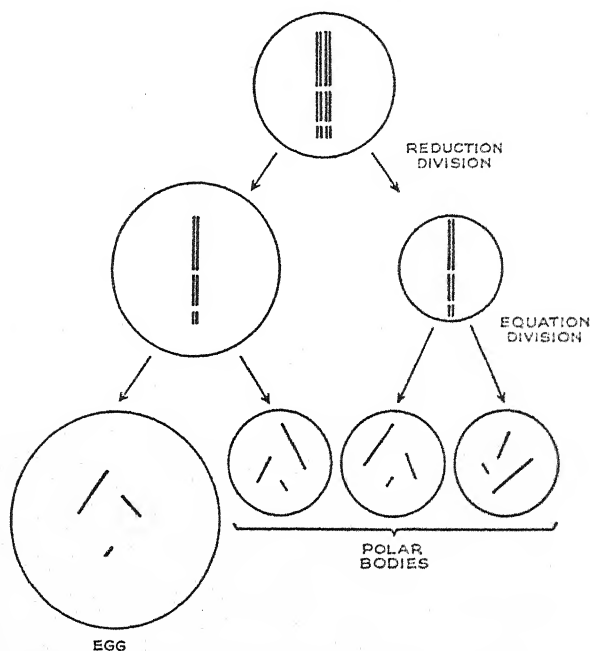 REDUCTION
DIVISION
EQUATION
DIVISION
POLAR
BODIES
EGG